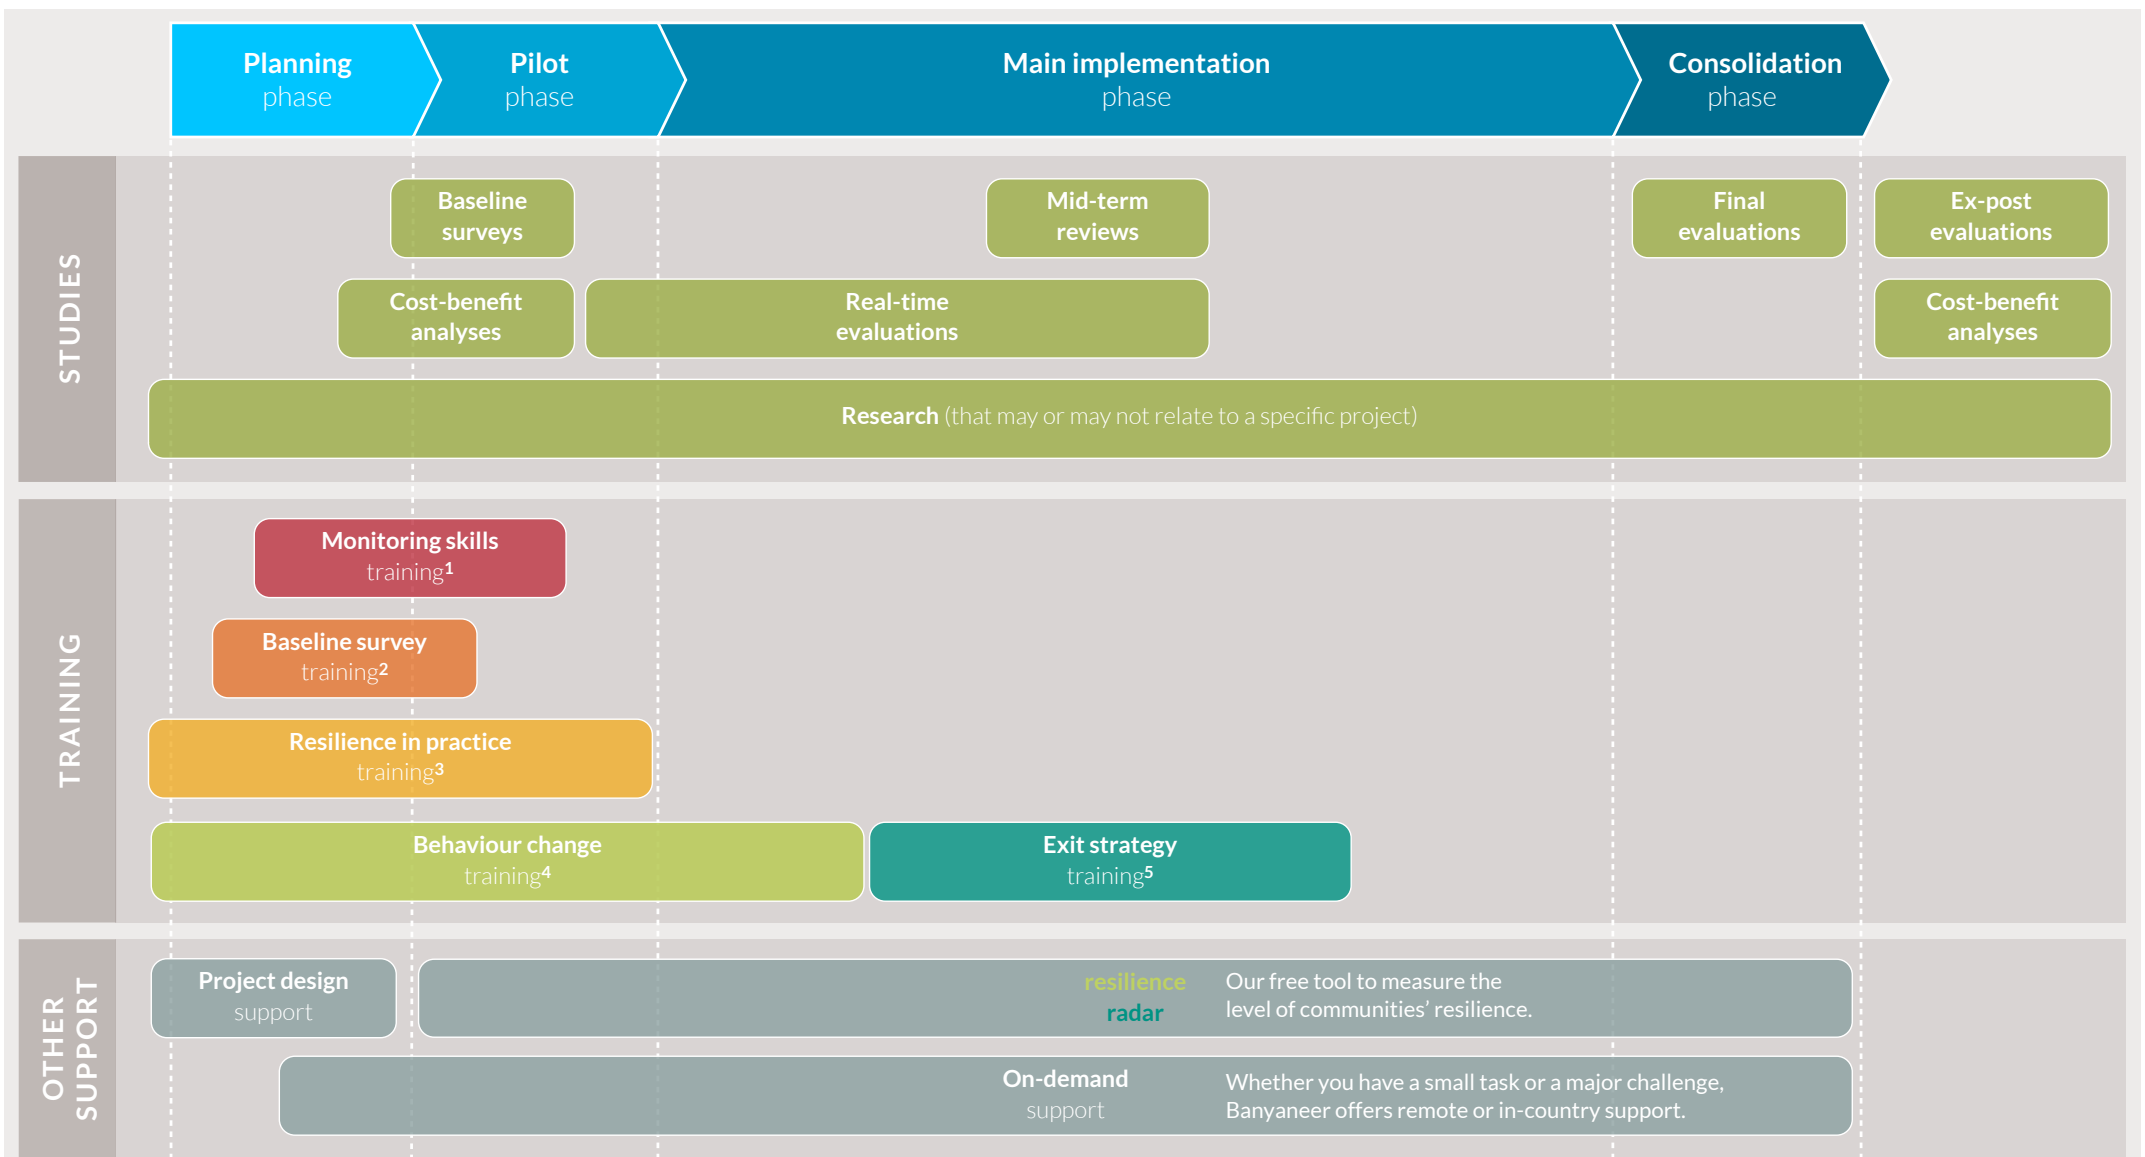 Planning
phase
Pilot
phase
Main implementation
phase
Consolidation
phase
STUDIES
Baseline
surveys
Mid-term
reviews
Final
evaluations
Ex-post
evaluations
Cost-benefit
analyses
Real-time
evaluations
Cost-benefit
analyses
Research (that may or may not relate to a specific project)
TRAINING
Monitoring skills
training1
Baseline survey
training2
Resilience in practice
training3
Behaviour change
training4
Exit strategy
training5
OTHER
SUPPORT
Project design
support
resilience
radar
Our free tool to measure the
level of communities’ resilience.
On-demand
support
Whether you have a small task or a major challenge,
Banyaneer offers remote or in-country support.